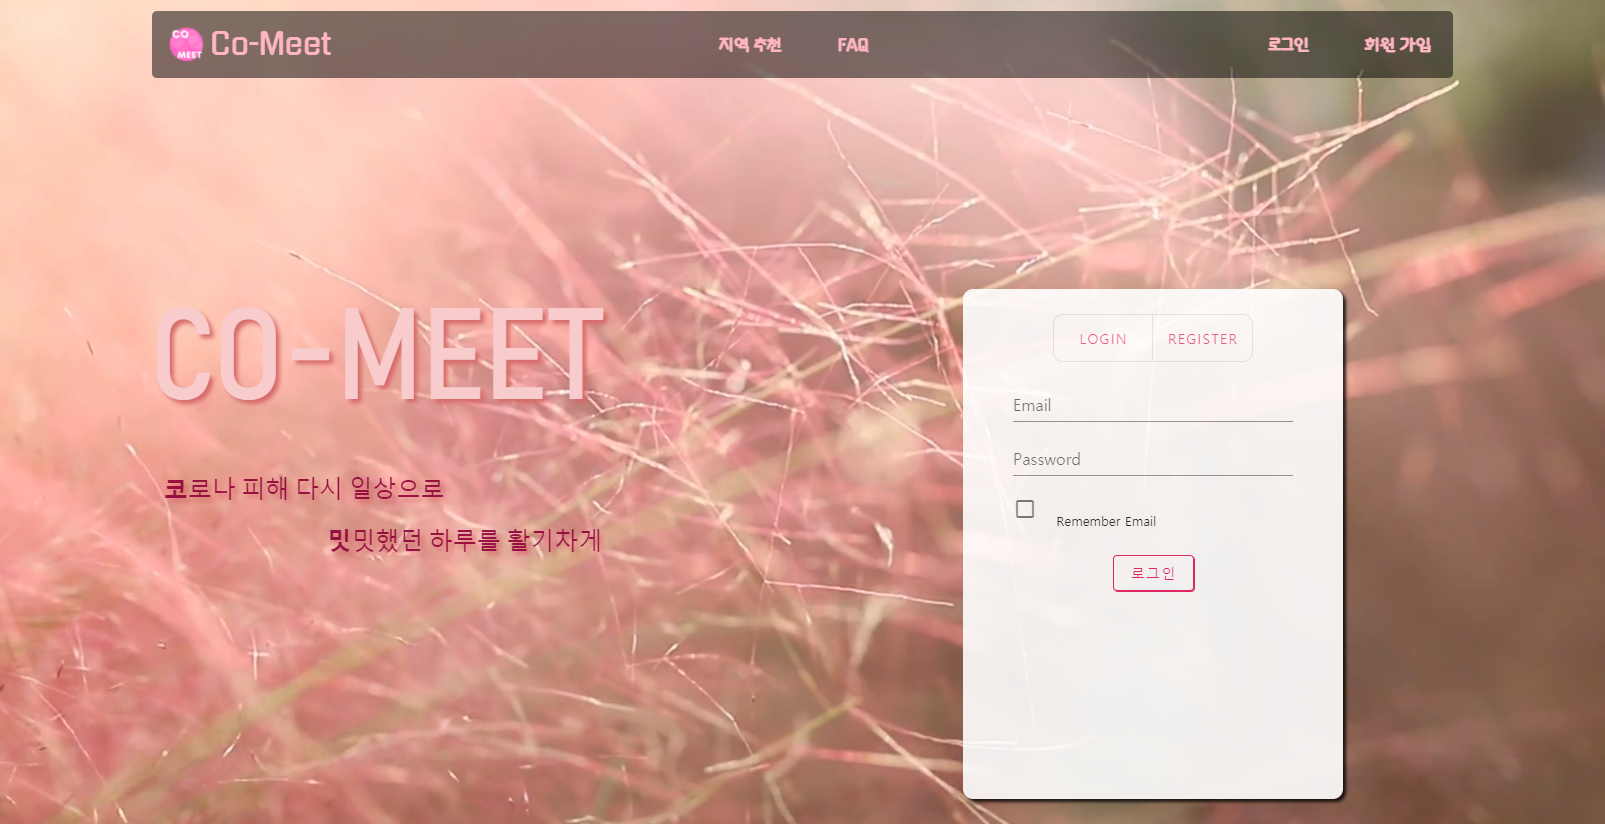 CO
MEET
Co-Meet
지역 추천
FAQ
로그인
회원 가입
CO-MEET
코로나 피해 다시 일상으로
밋밋했던 하루를 활기차게
LOGIN
REGISTER
Email
Password
Remember Email
로그인